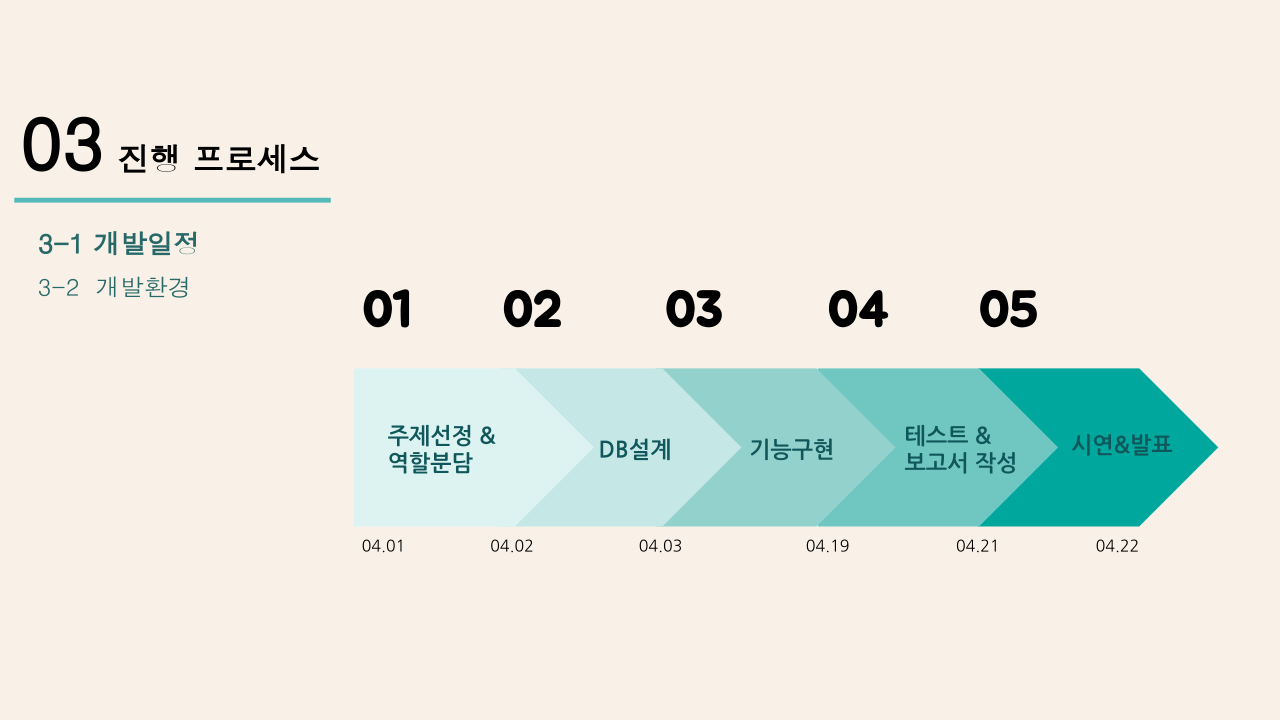 03 진행 프로세스
3-1 개발일정
3-2 개발환경
01 02 03 04 05
주제선정 &
역할분담
DB설계
기능구현
테스트 &
보고서 작성
시연&발표
04.01 04.02 04.03 04.19 04.21 04.22